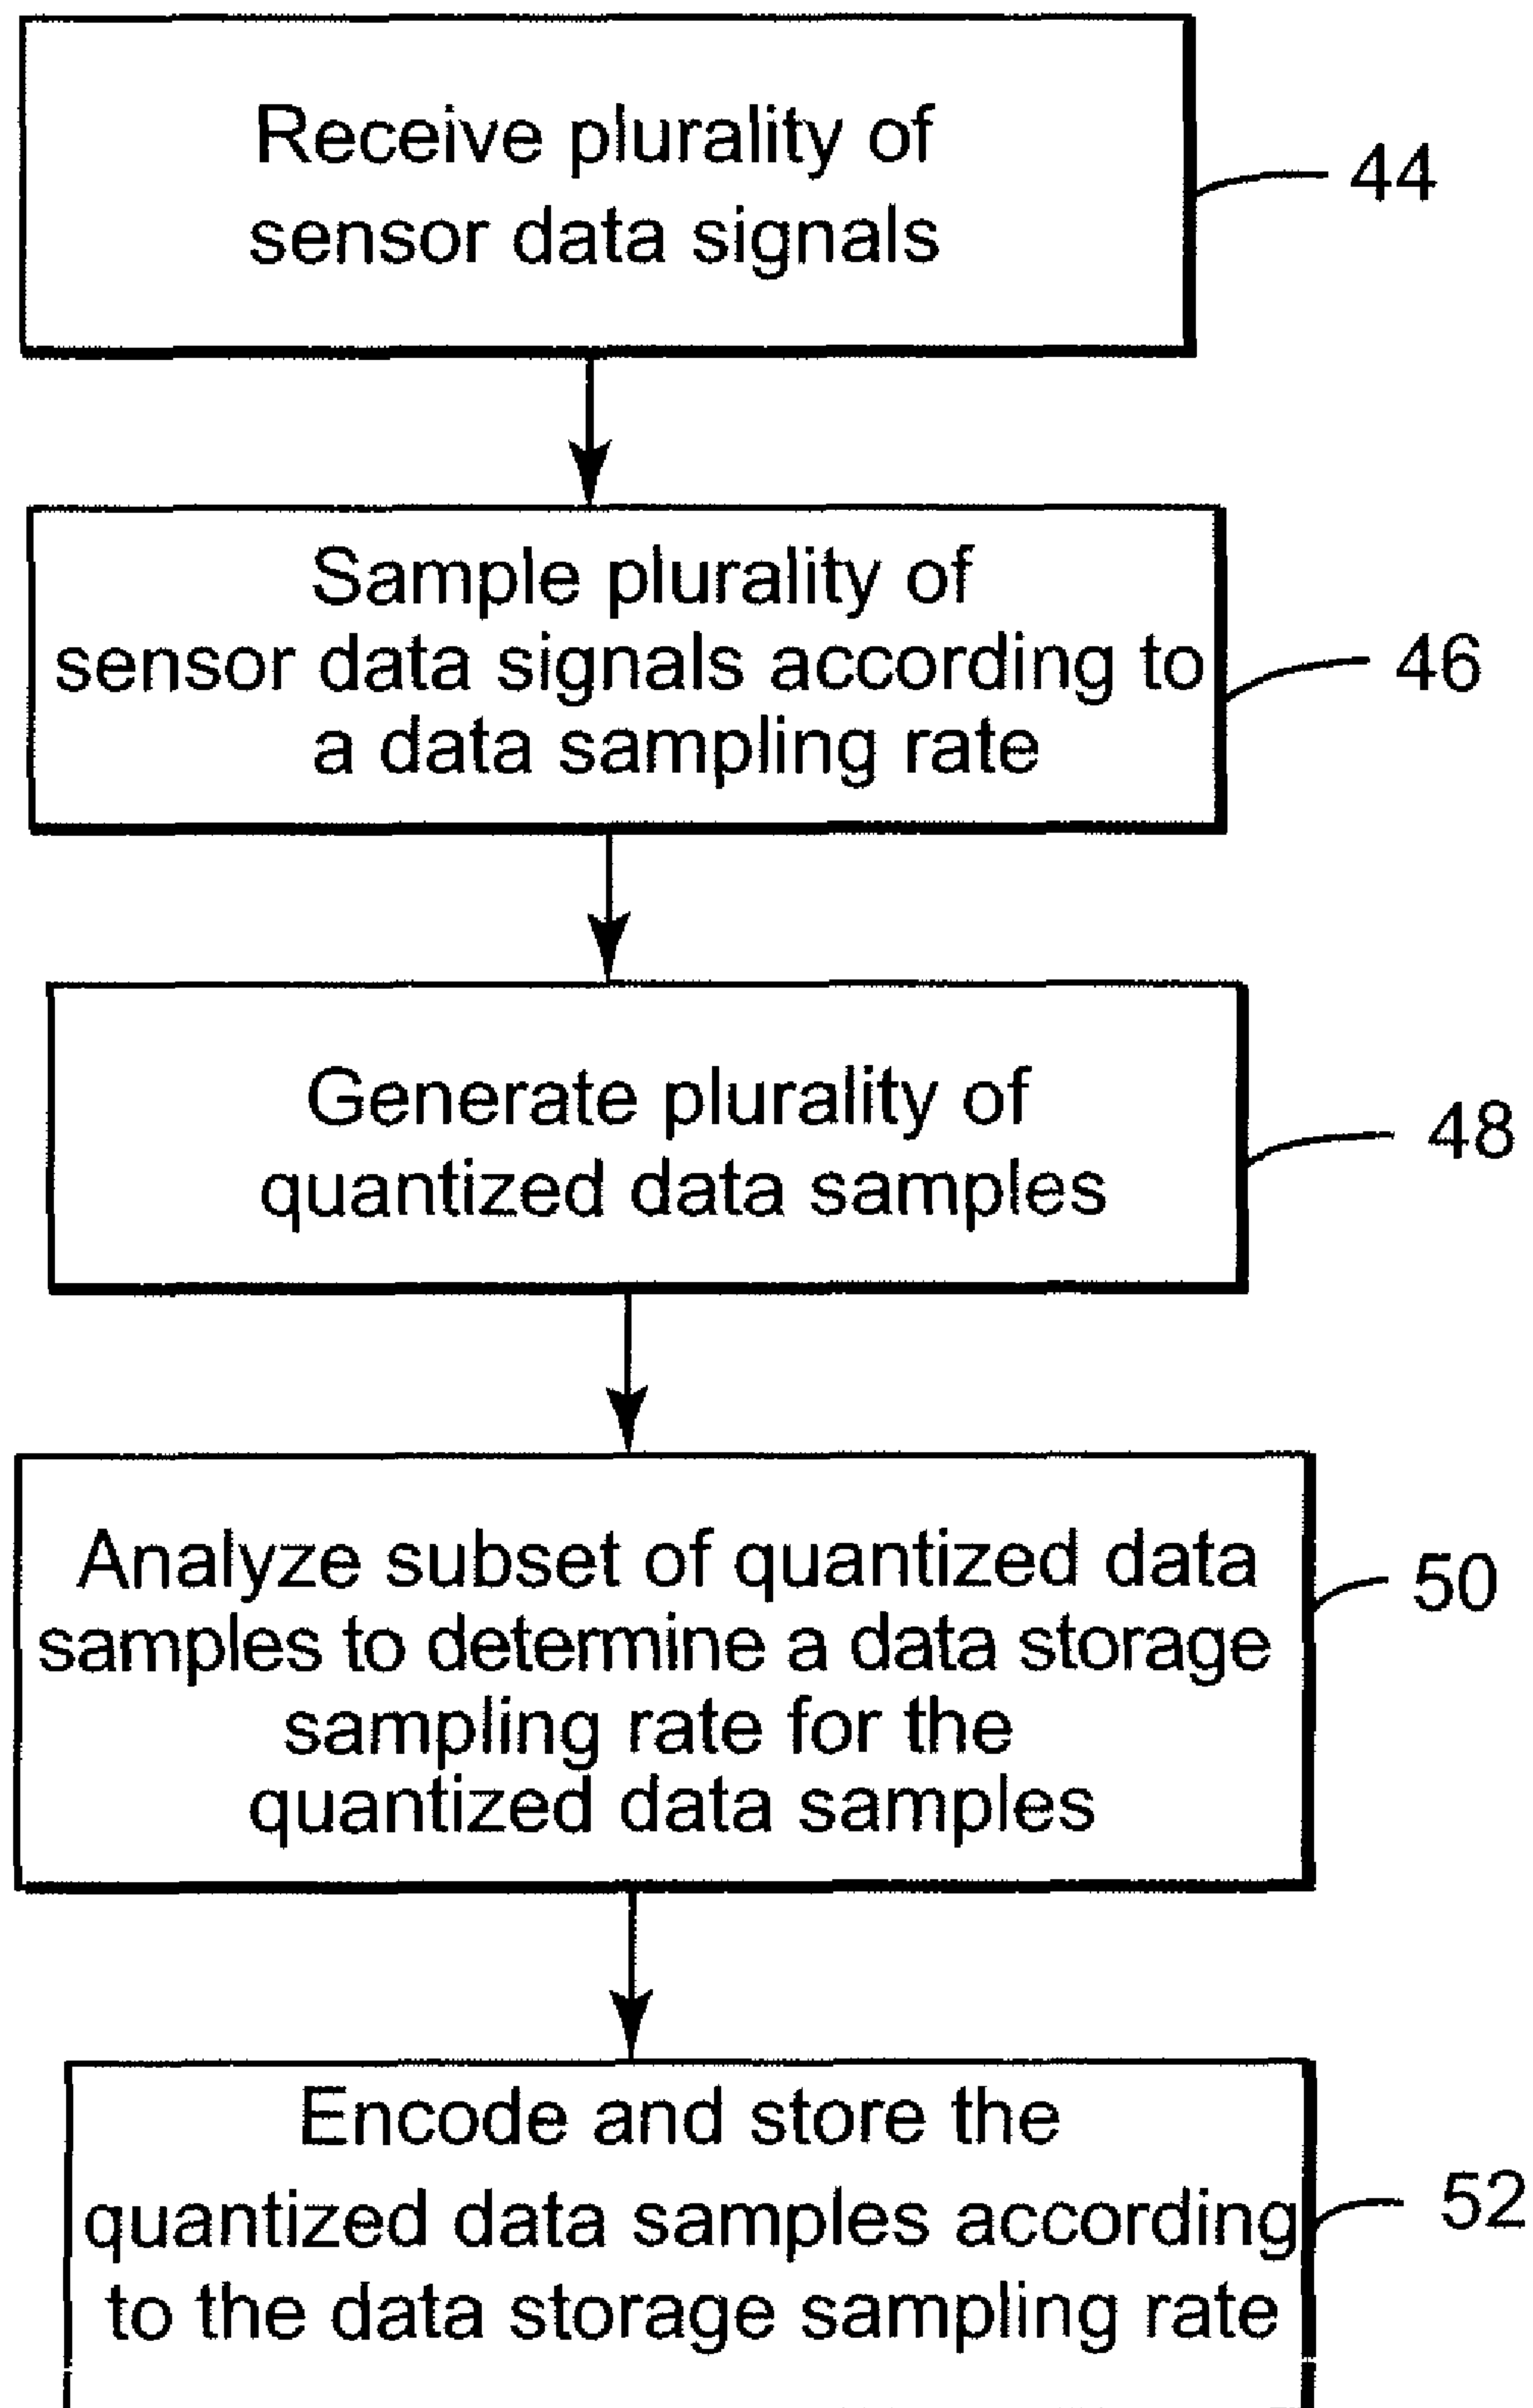 Receive plurality of
sensor data signals
44
Sample plurality of
sensor data signals according to
a data sampling rate
46
Generate plurality of
quantized data samples
48
Analyze subset of quantized data
samples to determine a data storage
sampling rate for the
quantized data samples
50
Encode and store the
quantized data samples according
to the data storage sampling rate
52